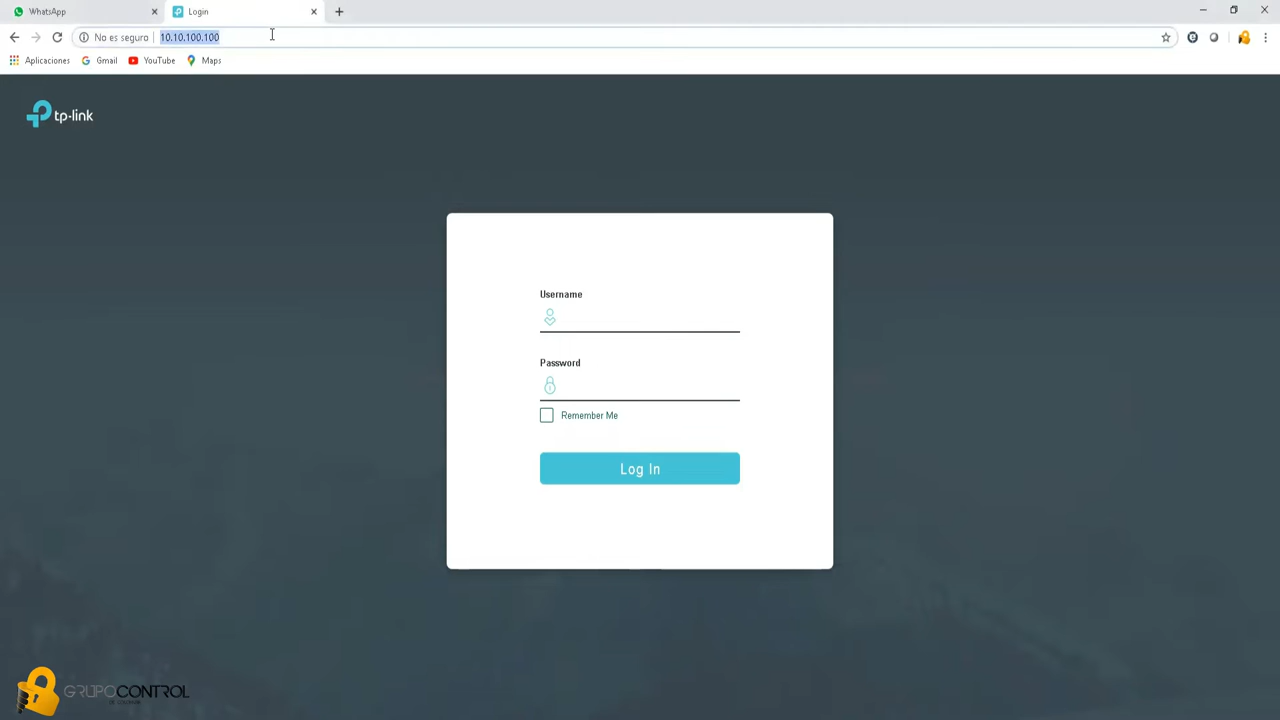 WhatsApp
Login
No es seguro
10.10.100.100
Aplicaciones
Gmail
YouTube
Maps
tp-link
Username
Password
Remember Me
Log In
GRUPOCONTROL